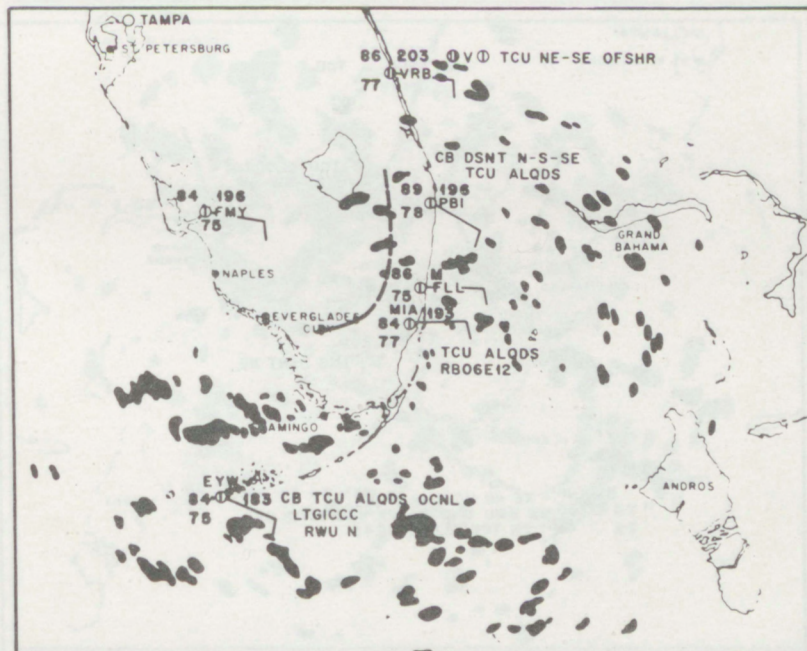 TAMPA
ST. PETERSBURG
86 203 V TCU NE-SE OFSHR
VRB
77
CB DSNT N-S-SE
TCU ALQDS
84 196
FMY
75
89 196
PBI
78
GRAND
BAHAMA
NAPLES
86 M
75 FLL
EVERGLADES
MIA 193
84
77
TCU ALQDS
RB06E12
AMINGO
EYW
84 183 CB TCU ALQDS OCNL
75 LTGICCC
RWU N
ANDROS